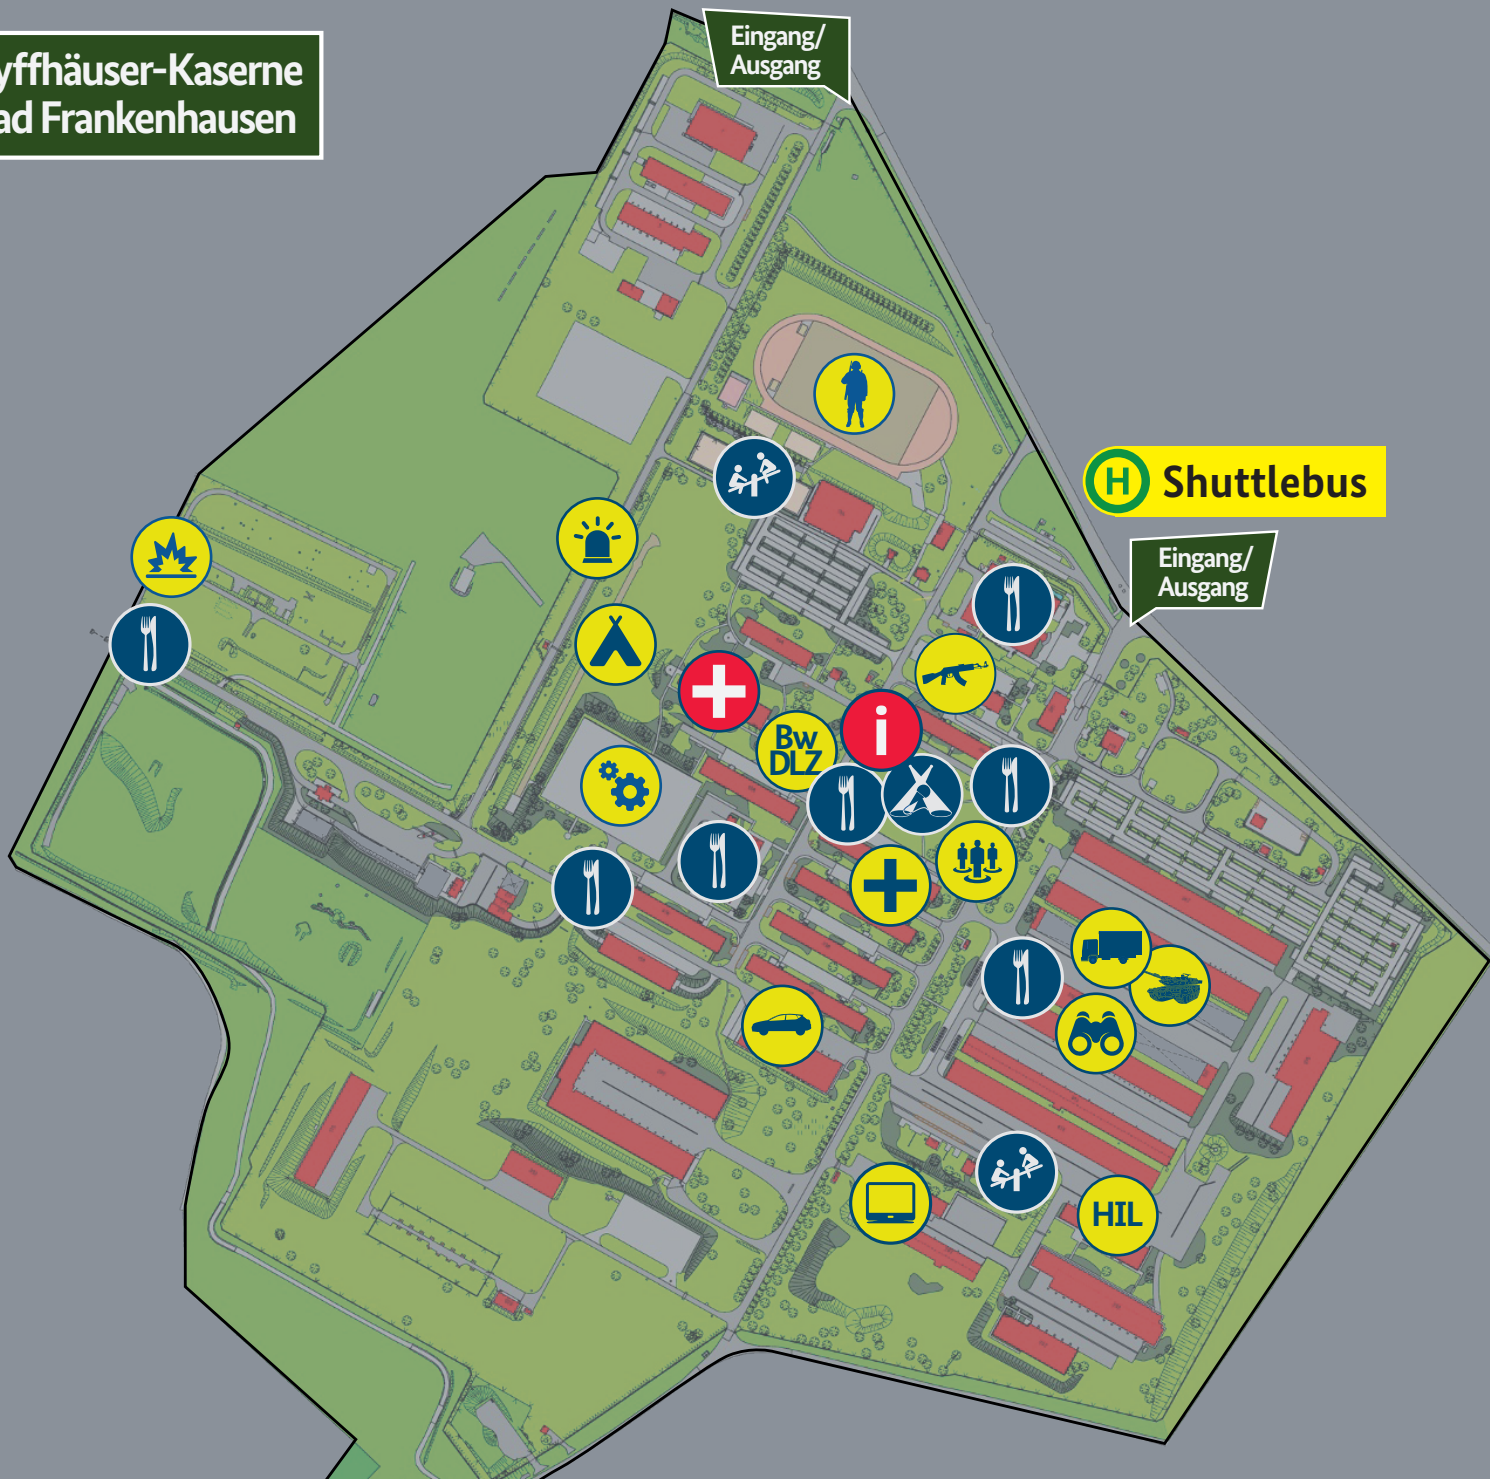 Eingang/
Ausgang
yffhäuser-Kaserne
ad Frankenhausen
H Shuttlebus
Eingang/
Ausgang
i
Bw
DLZ
HIL